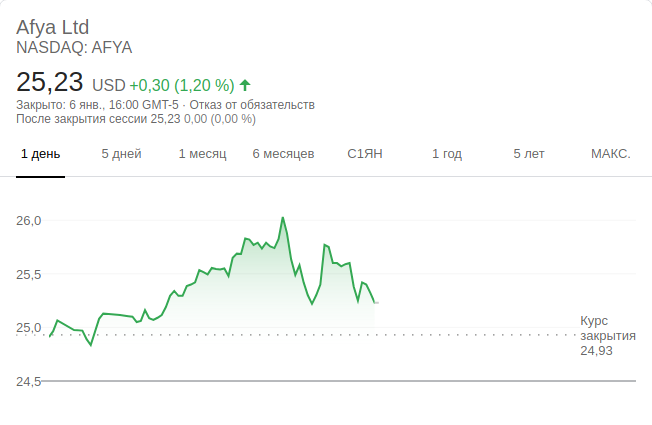 Afya Ltd
NASDAQ: AFYA
25,23 USD +0,30 (1,20 %)
Закрыто: 6 янв., 16:00 GMT-5 · Отказ от обязательств
После закрытия сессии 25,23 0,00 (0,00 %)
1 день 5 дней 1 месяц 6 месяцев С1ЯН 1 год 5 лет МАКС.
26,0
25,5
25,0
Курс
закрытия
24,93
24,5